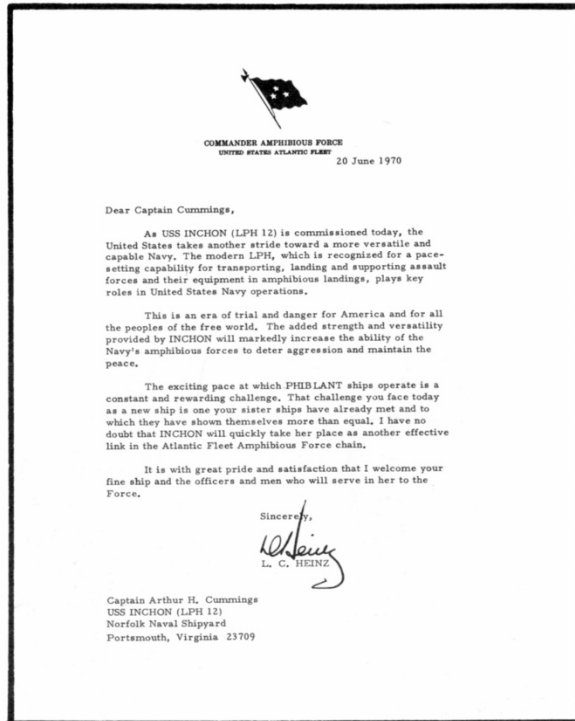 COMMANDER AMPHIBIOUS FORCE
UNITED STATES ATLANTIC FLEET
20 June 1970
Dear Captain Cummings,
As USS INCHON (LPH 12) is commissioned today, the
United States takes another stride toward a more versatile and
capable Navy. The modern LPH, which is recognized for a pace-
setting capability for transporting, landing and supporting assault
forces and their equipment in amphibious landings, plays key
roles in United States Navy operations.
This is an era of trial and danger for America and for all
the peoples of the free world. The added strength and versatility
provided by INCHON will markedly increase the ability of the
Navy's amphibious forces to deter aggression and maintain the
peace.
The exciting pace at which PHIBLANT ships operate is a
constant and rewarding challenge. That challenge you face today
as a new ship is one your sister ships have already met and to
which they have shown themselves more than equal. I have no
doubt that INCHON will quickly take her place as another effective
link in the Atlantic Fleet Amphibious Force chain.
It is with great pride and satisfaction that I welcome your
fine ship and the officers and men who will serve in her to the
Force.
Sincerely,
L. C. HEINZ
Captain Arthur H. Cummings
USS INCHON (LPH 12)
Norfolk Naval Shipyard
Portsmouth, Virginia 23709